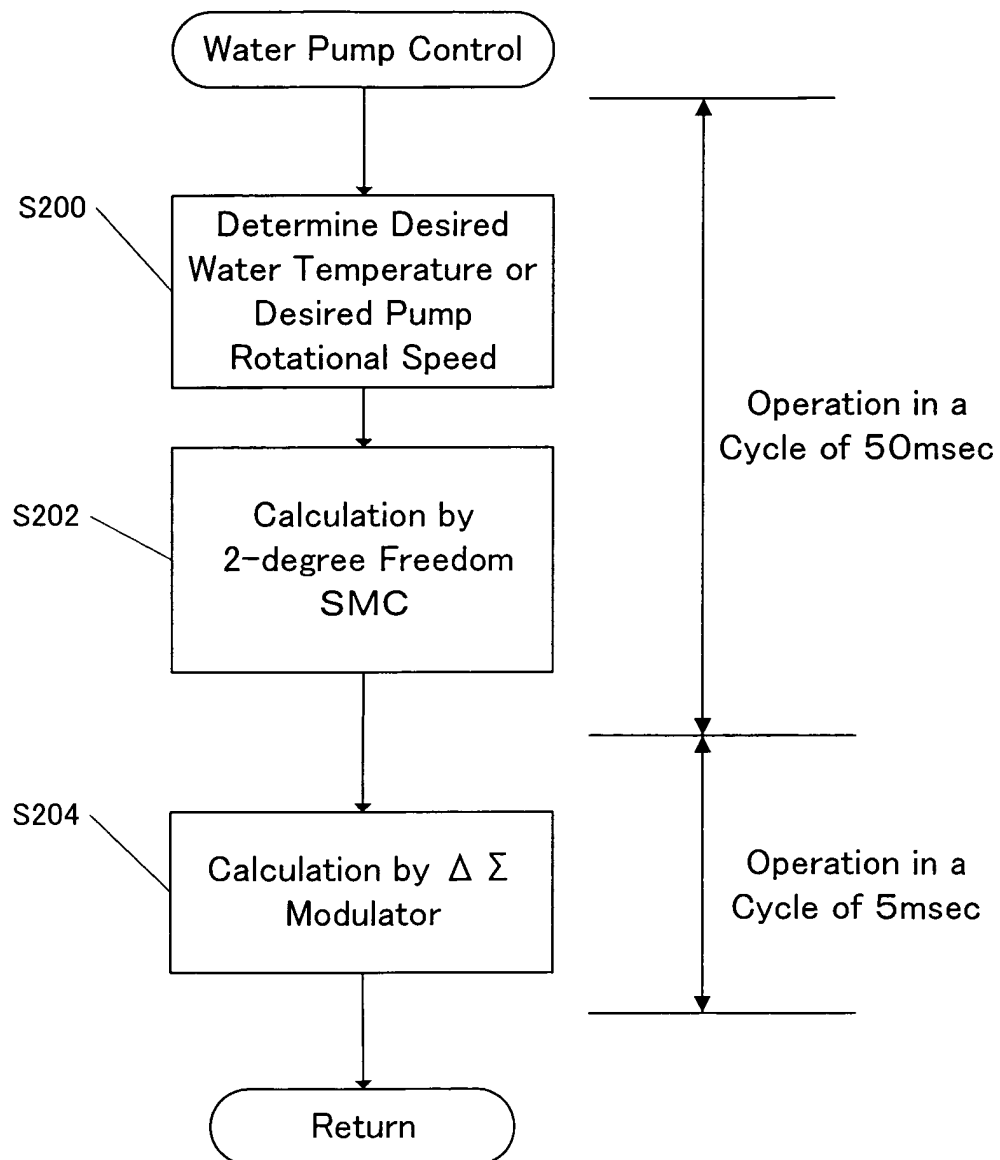 Water Pump Control
S200
Determine Desired
Water Temperature or
Desired Pump
Rotational Speed
Operation in a
Cycle of 50msec
S202
Calculation by
2-degree Freedom
SMC
S204
Calculation by Δ Σ
Modulator
Operation in a
Cycle of 5msec
Return